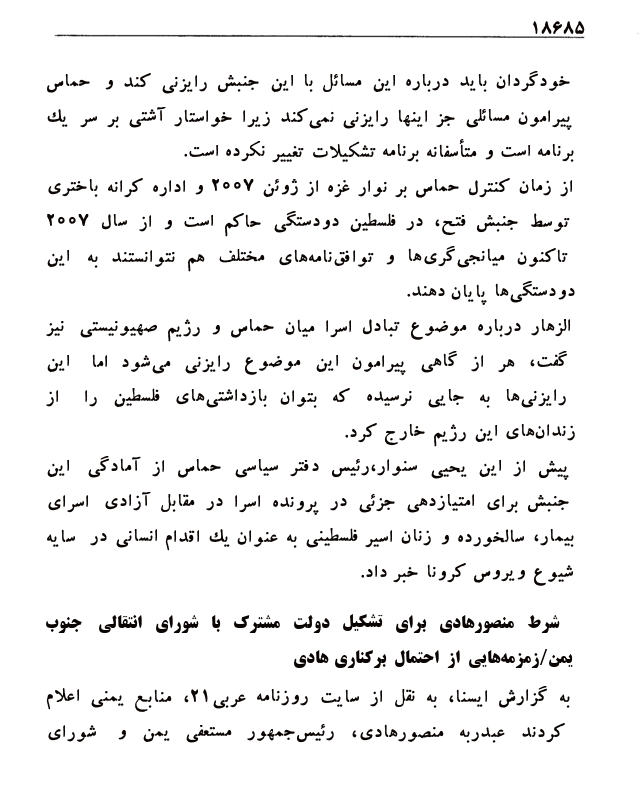 ۱۸۶۸۵
خودگردان باید درباره این مسائل با این جنبش رایزنی کند و حماس
پیرامون مسائلی جز اینها رایزنی نمی‌کند زیرا خواستار آشتی بر سر یك
برنامه است و متأسفانه برنامه تشکیلات تغییر نکرده است.
از زمان کنترل حماس بر نوار غزه از ژوئن ۲۰۰۷ و اداره کرانه باختری
توسط جنبش فتح، در فلسطین دودستگی حاکم است و از سال ۲۰۰۷
تاکنون میانجی‌گری‌ها و توافق‌نامه‌های مختلف هم نتوانستند به این
دودستگی‌ها پایان دهند.
الزهار درباره موضوع تبادل اسرا میان حماس و رژیم صهیونیستی نیز
گفت، هر از گاهی پیرامون این موضوع رایزنی می‌شود اما این
رایزنی‌ها به جایی نرسیده که بتوان بازداشتی‌های فلسطین را از
زندان‌های این رژیم خارج کرد.
پیش از این یحیی سنوار،رئیس دفتر سیاسی حماس از آمادگی این
جنبش برای امتیازدهی جزئی در پرونده اسرا در مقابل آزادی اسرای
بیمار، سالخورده و زنان اسیر فلسطینی به عنوان یك اقدام انسانی در سایه
شیوع ویروس کرونا خبر داد.
شرط منصورهادی برای تشکیل دولت مشترك با شورای انتقالی جنوب
یمن/زمزمه‌هایی از احتمال برکناری هادی
به گزارش ایسنا، به نقل از سایت روزنامه عربی۲۱، منابع یمنی اعلام
کردند عبدربه منصورهادی، رئیس‌جمهور مستعفی یمن و شورای